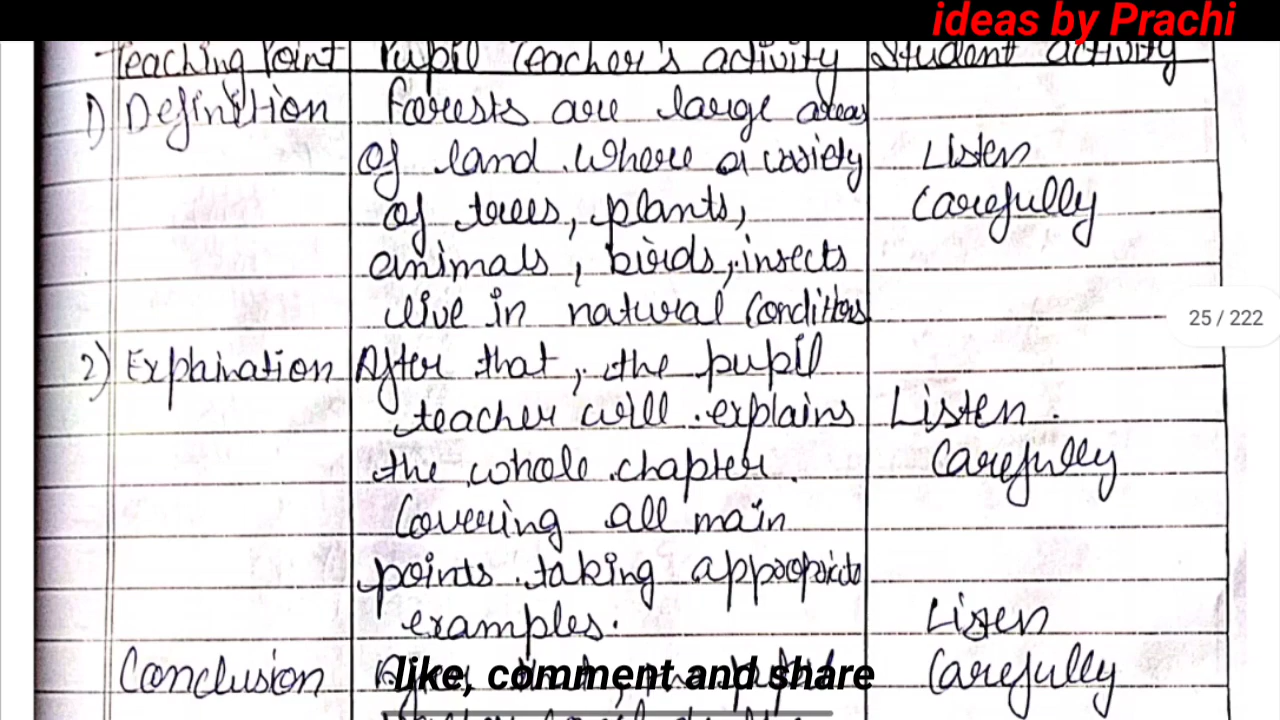 ideas by Prachi
Teaching Point Pupil Teacher's activity Student activity
1) Definition Forests are large areas
of land where a variety Listen
of trees, plants, Carefully
animals, birds, insects
live in natural Conditions
25 / 222
2) Explaination After that, the pupil
teacher will explains Listen
the whole chapter. Carefully
Covering all main
points taking appropriate
examples. Listen
Conclusion After that, the Carefully
like, comment and share